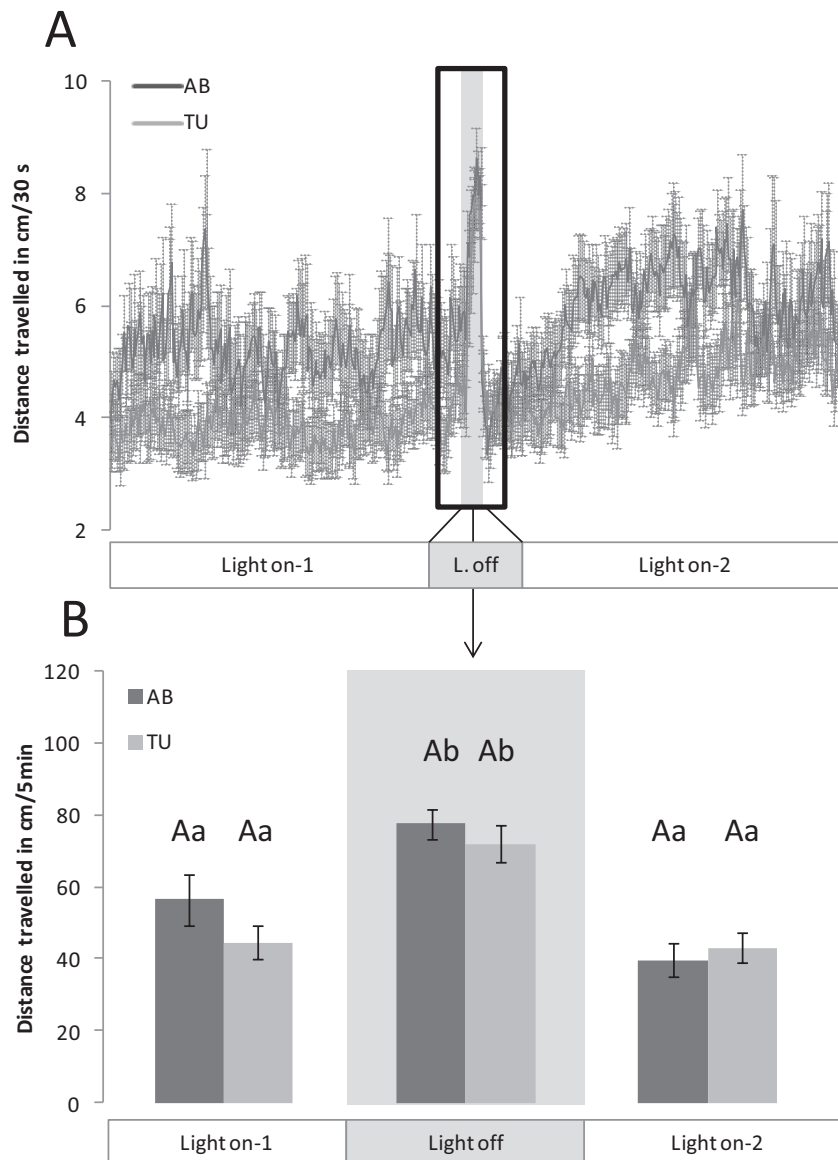 A
Distance travelled in cm/30 s
10
8
6
4
2
AB
TU
Light on-1 L. off Light on-2
B
Distance travelled in cm/5min
120
100
80
60
40
20
0
AB
TU
Aa Aa Ab Ab Aa Aa
Light on-1 Light off Light on-2